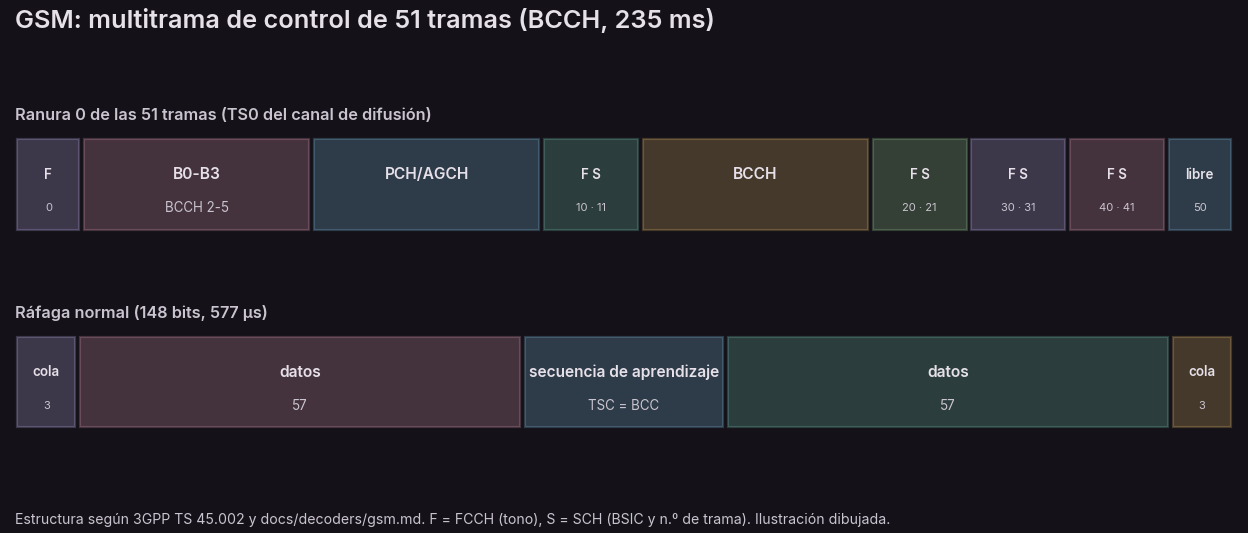 GSM: multitrama de control de 51 tramas (BCCH, 235 ms)
Ranura 0 de las 51 tramas (TS0 del canal de difusión)
F B0-B3 PCH/AGCH F S BCCH F S F S F S libre
0 BCCH 2-5 10 · 11 20 · 21 30 · 31 40 · 41 50
Ráfaga normal (148 bits, 577 µs)
cola datos secuencia de aprendizaje datos cola
3 57 TSC = BCC 57 3
Estructura según 3GPP TS 45.002 y docs/decoders/gsm.md. F = FCCH (tono), S = SCH (BSIC y n.º de trama). Ilustración dibujada.